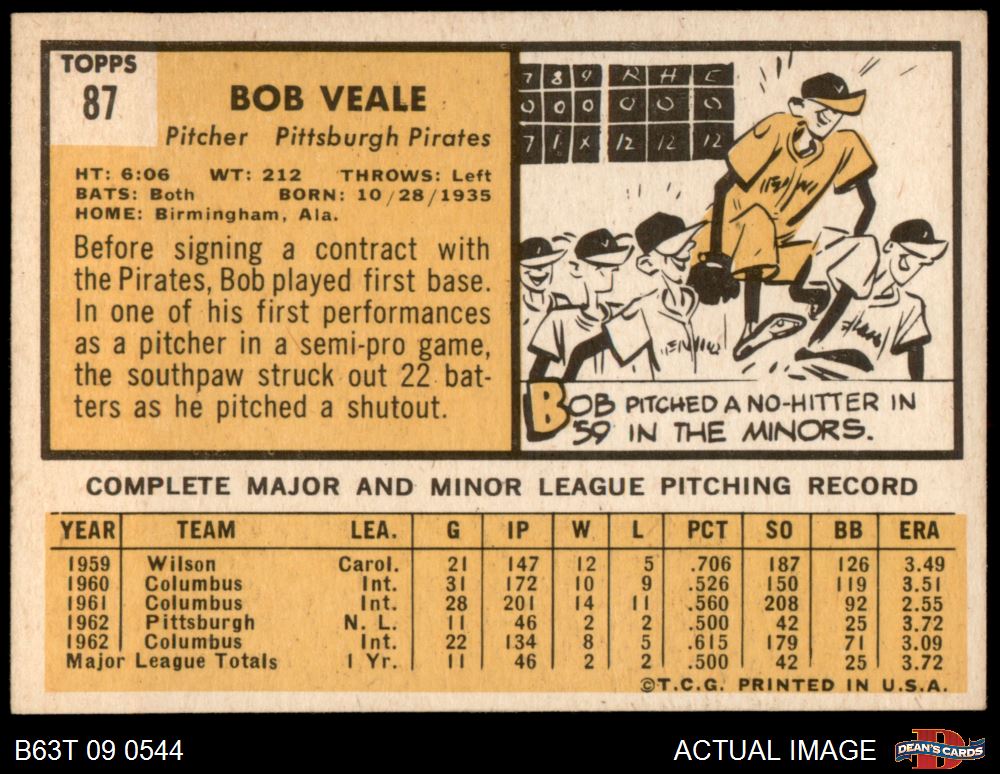 TOPPS
87
BOB VEALE
Pitcher Pittsburgh Pirates
HT: 6:06 WT: 212 THROWS: Left
BATS: Both BORN: 10/28/1935
HOME: Birmingham, Ala.
Before signing a contract with
the Pirates, Bob played first base.
In one of his first performances
as a pitcher in a semi-pro game,
the southpaw struck out 22 bat-
ters as he pitched a shutout.
7 8 9 R H E
0 0 0 0 0 0
7 1 X 12 12 12
BOB PITCHED A NO-HITTER IN
'59 IN THE MINORS.
COMPLETE MAJOR AND MINOR LEAGUE PITCHING RECORD
YEAR TEAM LEA. G IP W L PCT SO BB ERA
1959 Wilson Carol. 21 147 12 5 .706 187 126 3.49
1960 Columbus Int. 31 172 10 9 .526 150 119 3.51
1961 Columbus Int. 28 201 14 11 .560 208 92 2.55
1962 Pittsburgh N. L. 11 46 2 2 .500 42 25 3.72
1962 Columbus Int. 22 134 8 5 .615 179 71 3.09
Major League Totals 1 Yr. 11 46 2 2 .500 42 25 3.72
©T.C.G. PRINTED IN U.S.A.
B63T 09 0544 ACTUAL IMAGE
DEAN'S CARDS